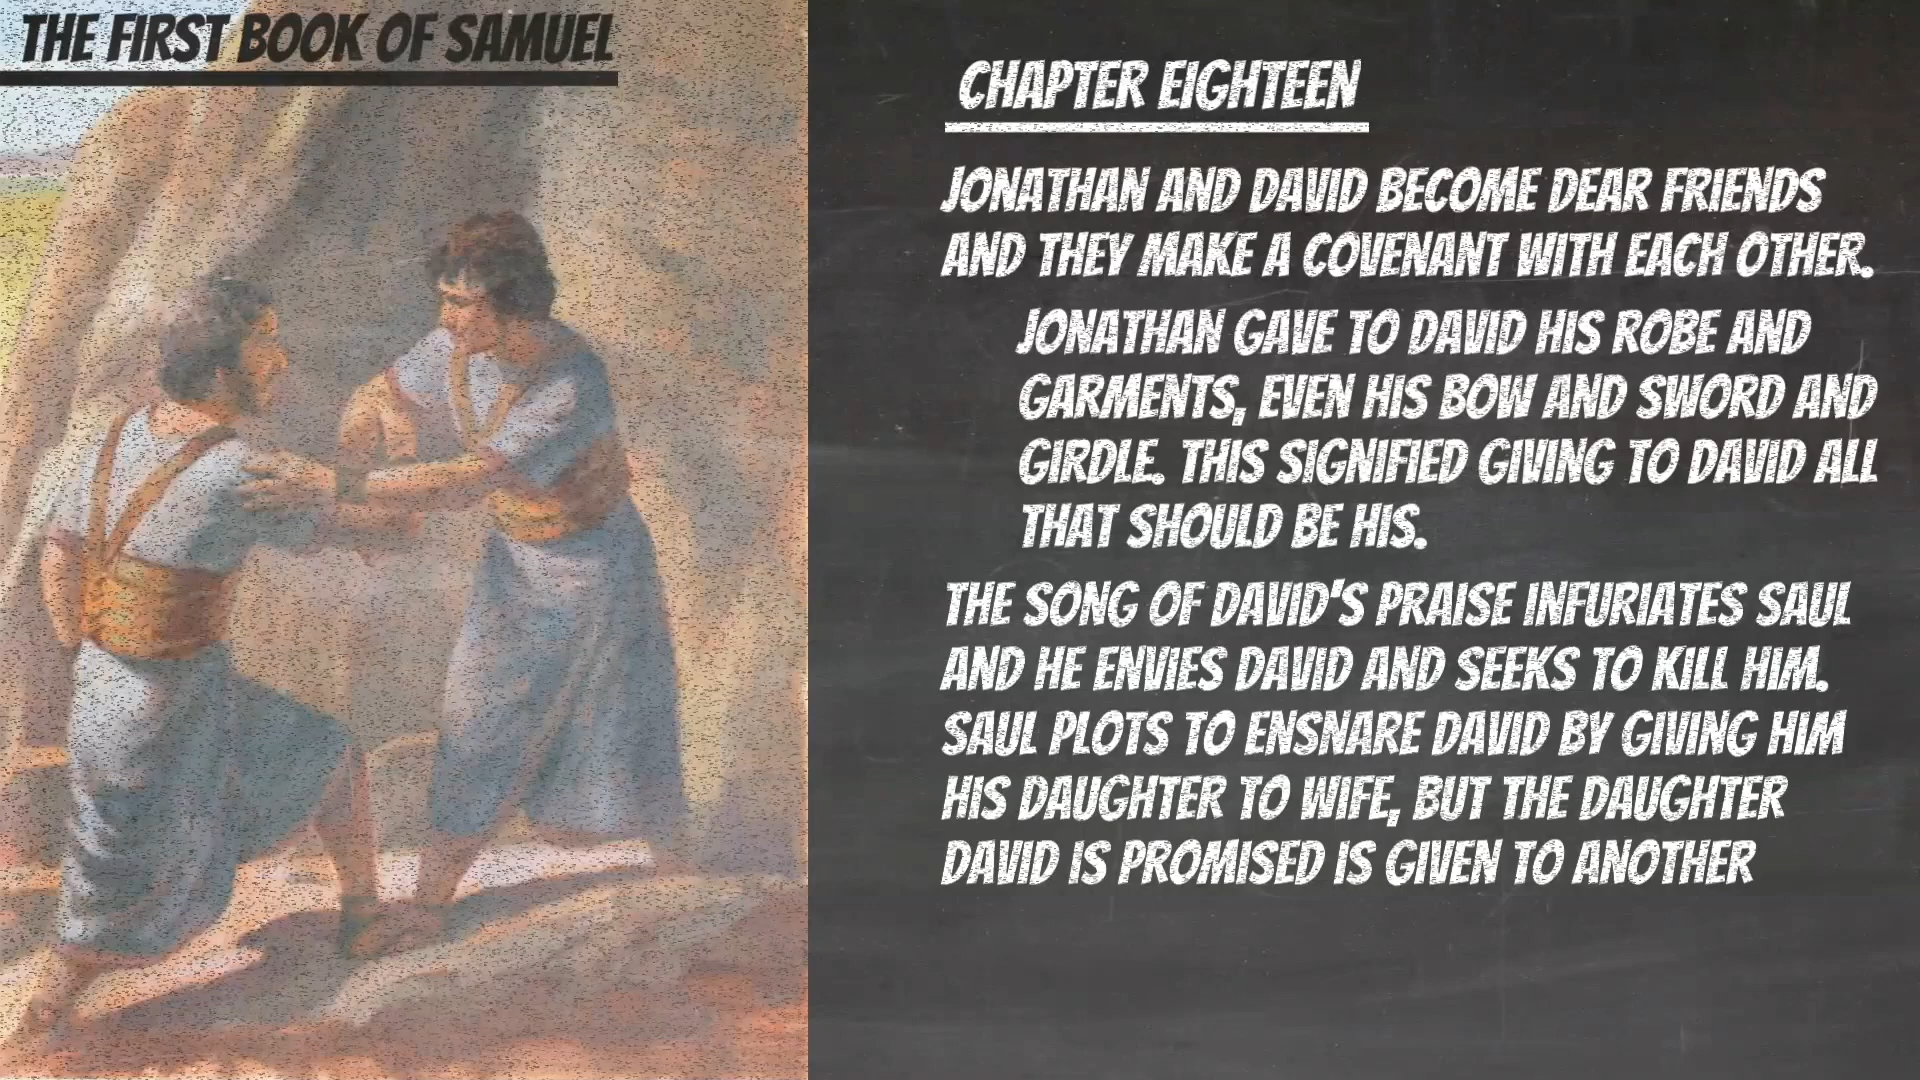 THE FIRST BOOK OF SAMUEL
CHAPTER EIGHTEEN
JONATHAN AND DAVID BECOME DEAR FRIENDS
AND THEY MAKE A COVENANT WITH EACH OTHER.
JONATHAN GAVE TO DAVID HIS ROBE AND
GARMENTS, EVEN HIS BOW AND SWORD AND
GIRDLE. THIS SIGNIFIED GIVING TO DAVID ALL
THAT SHOULD BE HIS.
THE SONG OF DAVID'S PRAISE INFURIATES SAUL
AND HE ENVIES DAVID AND SEEKS TO KILL HIM.
SAUL PLOTS TO ENSNARE DAVID BY GIVING HIM
HIS DAUGHTER TO WIFE, BUT THE DAUGHTER
DAVID IS PROMISED IS GIVEN TO ANOTHER